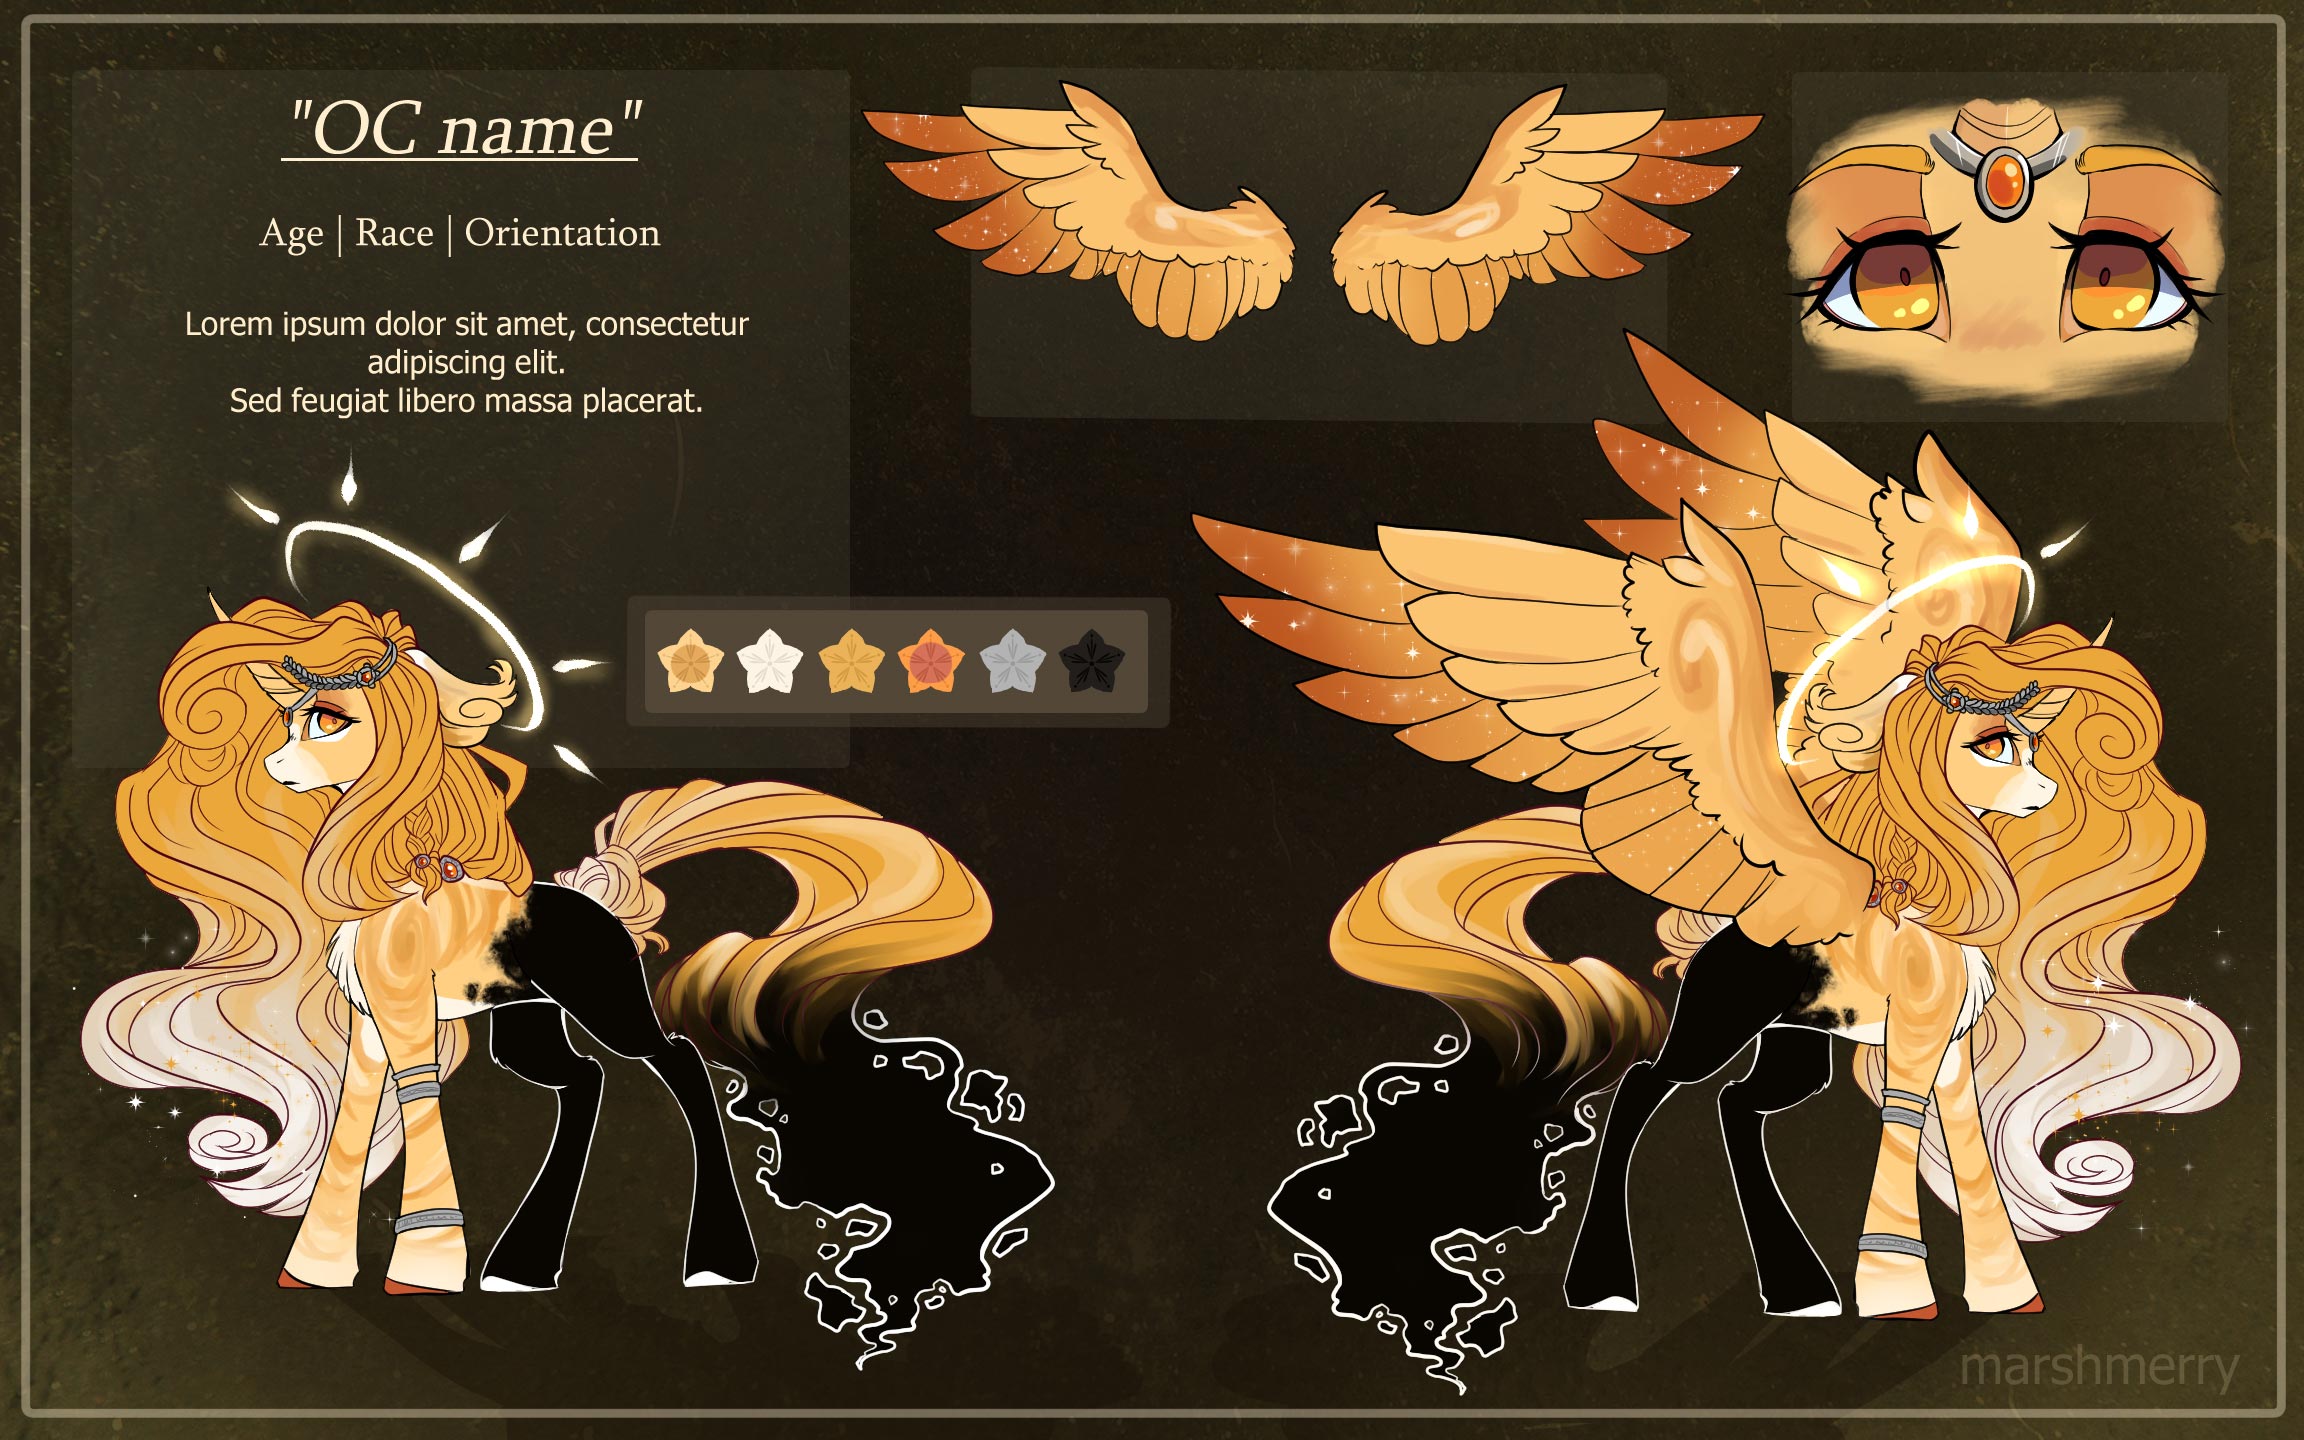 "OC name"
Age | Race | Orientation
Lorem ipsum dolor sit amet, consectetur
adipiscing elit.
Sed feugiat libero massa placerat.
marshmerry